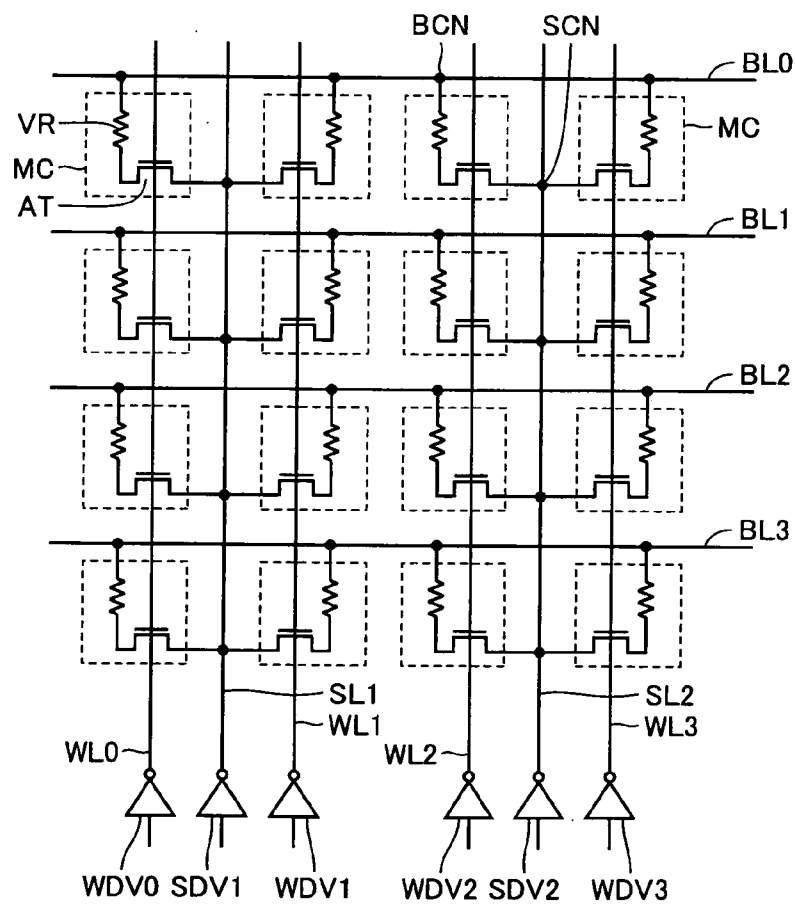 BCN SCN
BL0
VR
MC
MC
AT
BL1
BL2
BL3
SL1
SL2
WL1
WL3
WL0
WL2
WDV0 SDV1 WDV1 WDV2 SDV2 WDV3